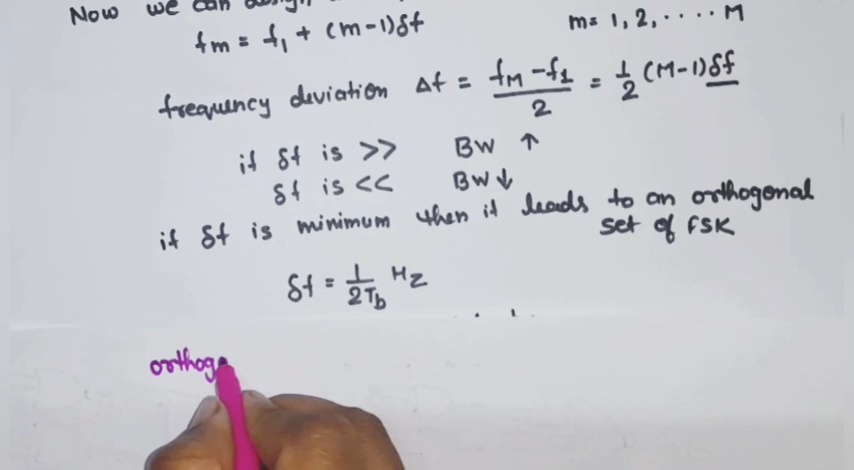 Now we can
fm = f1 + (m-1)δf m = 1, 2, ..... M
frequency deviation Δf = fM - f1 / 2 = 1/2 (M-1)δf
if δf is >> BW ↑
δf is << BW ↓
if δf is minimum then it leads to an orthogonal
set of FSK
δf = 1/2Tb Hz
orthog